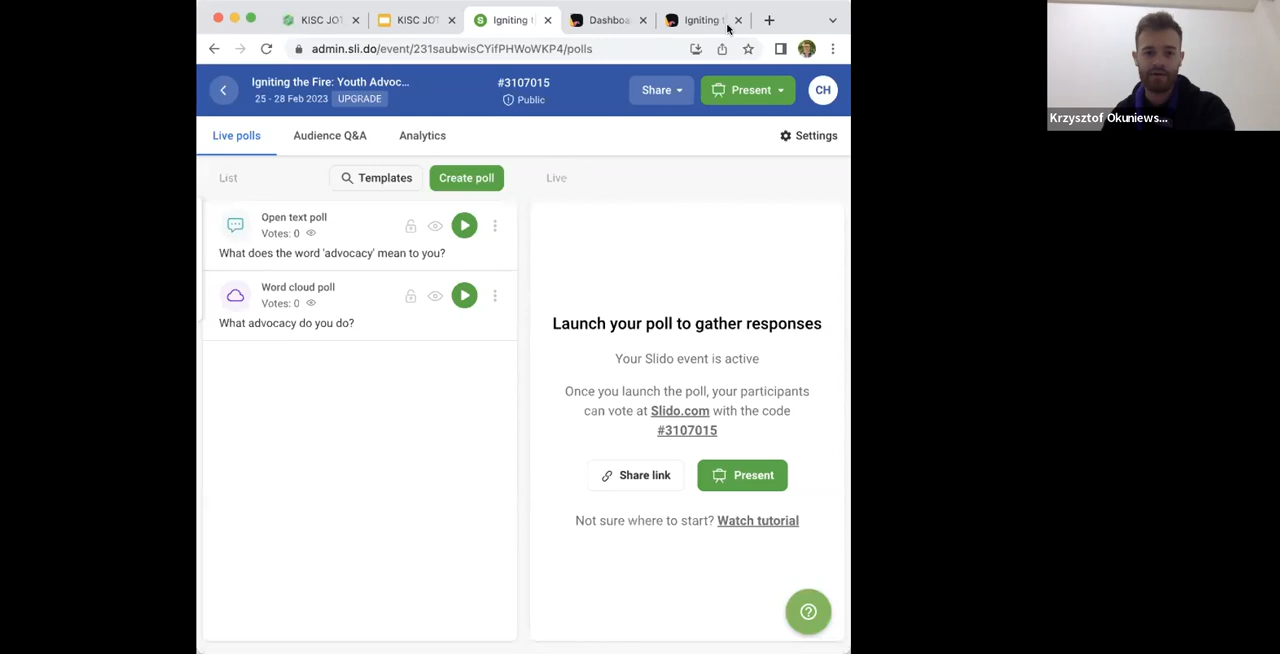 KISC JOT
KISC JOT
Igniting t
Dashboa
Igniting t
admin.sli.do/event/231saubwisCYifPHWoWKP4/polls
Igniting the Fire: Youth Advoc...
25 - 28 Feb 2023 UPGRADE
#3107015
Public
Share
Present
CH
Live polls
Audience Q&A
Analytics
Settings
List
Templates
Create poll
Live
Open text poll
Votes: 0
What does the word 'advocacy' mean to you?
Word cloud poll
Votes: 0
What advocacy do you do?
Launch your poll to gather responses
Your Slido event is active
Once you launch the poll, your participants
can vote at Slido.com with the code
#3107015
Share link
Present
Not sure where to start? Watch tutorial
Krzysztof Okuniews...